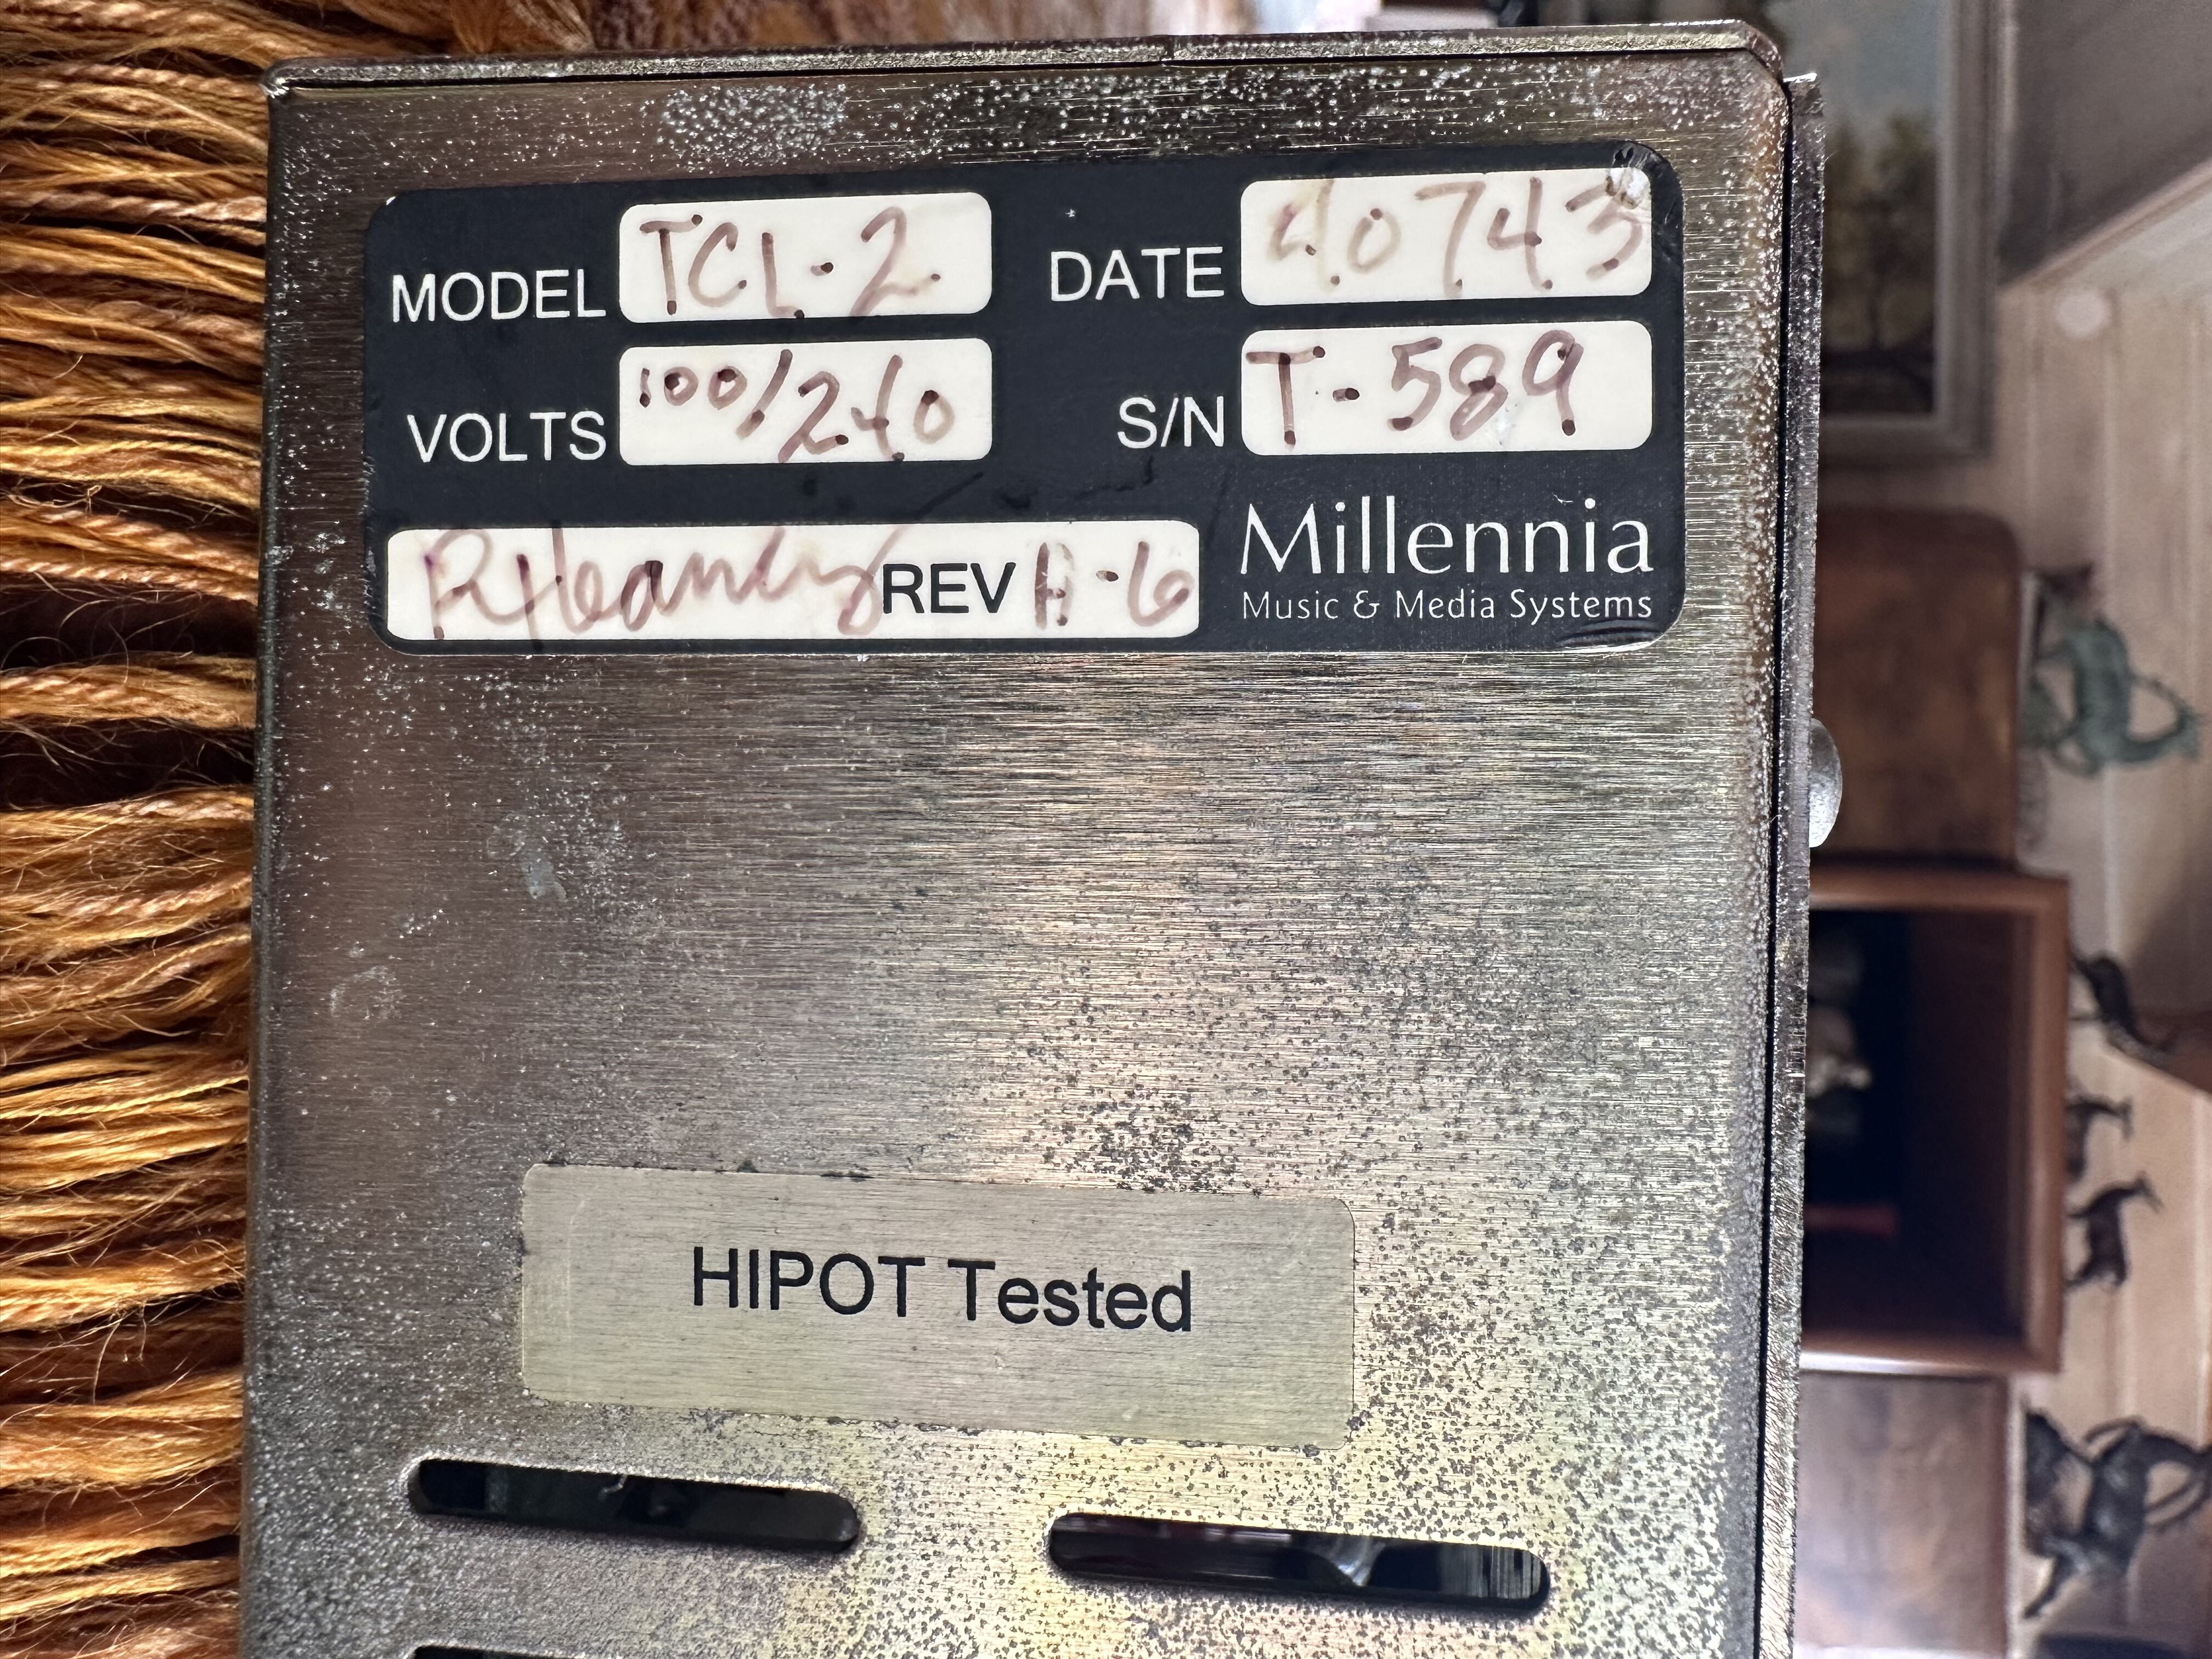 MODEL TCL-2 DATE 40743
VOLTS 100/240 S/N T-589
REV A-6 Millennia
Music & Media Systems
HIPOT Tested